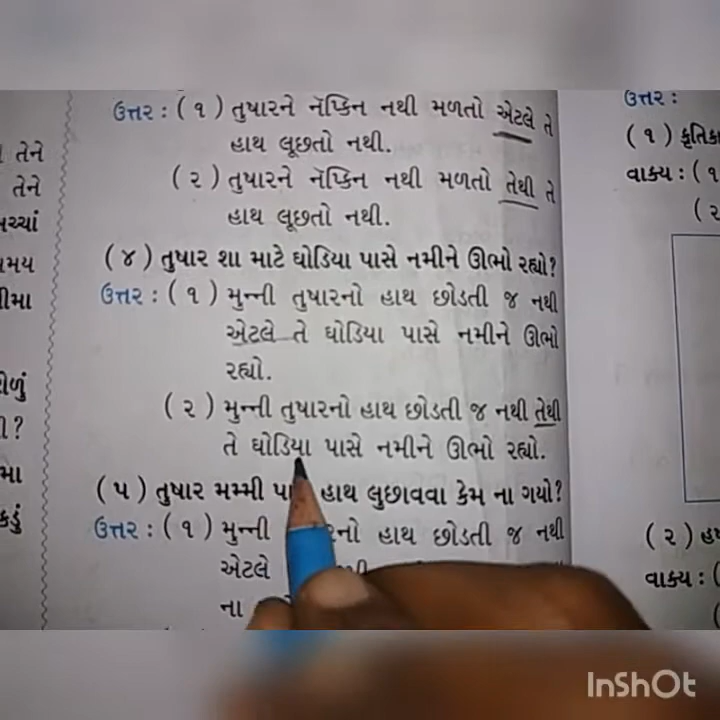 ઉત્તર : ( ૧ ) તુષારને નૅપ્કિન નથી મળતો એટલે તે
હાથ લૂછતો નથી.
( ૨ ) તુષારને નૅપ્કિન નથી મળતો તેથી તે
હાથ લૂછતો નથી.
( ૪ ) તુષાર શા માટે ઘોડિયા પાસે નમીને ઊભો રહ્યો?
ઉત્તર : ( ૧ ) મુન્ની તુષારનો હાથ છોડતી જ નથી
એટલે તે ઘોડિયા પાસે નમીને ઊભો
રહ્યો.
( ૨ ) મુન્ની તુષારનો હાથ છોડતી જ નથી તેથી
તે ઘોડિયા પાસે નમીને ઊભો રહ્યો.
( ૫ ) તુષાર મમ્મી હાથ લુછાવવા કેમ ના ગયો?
ઉત્તર : ( ૧ ) મુન્ની હાથ છોડતી જ નથી
એટલે
ના
તેને
તેને
ઉત્તર :
( ૧ )
વાક્ય : ( ૧
( ૨
( ૨ )
વાક્ય : (
InShOt